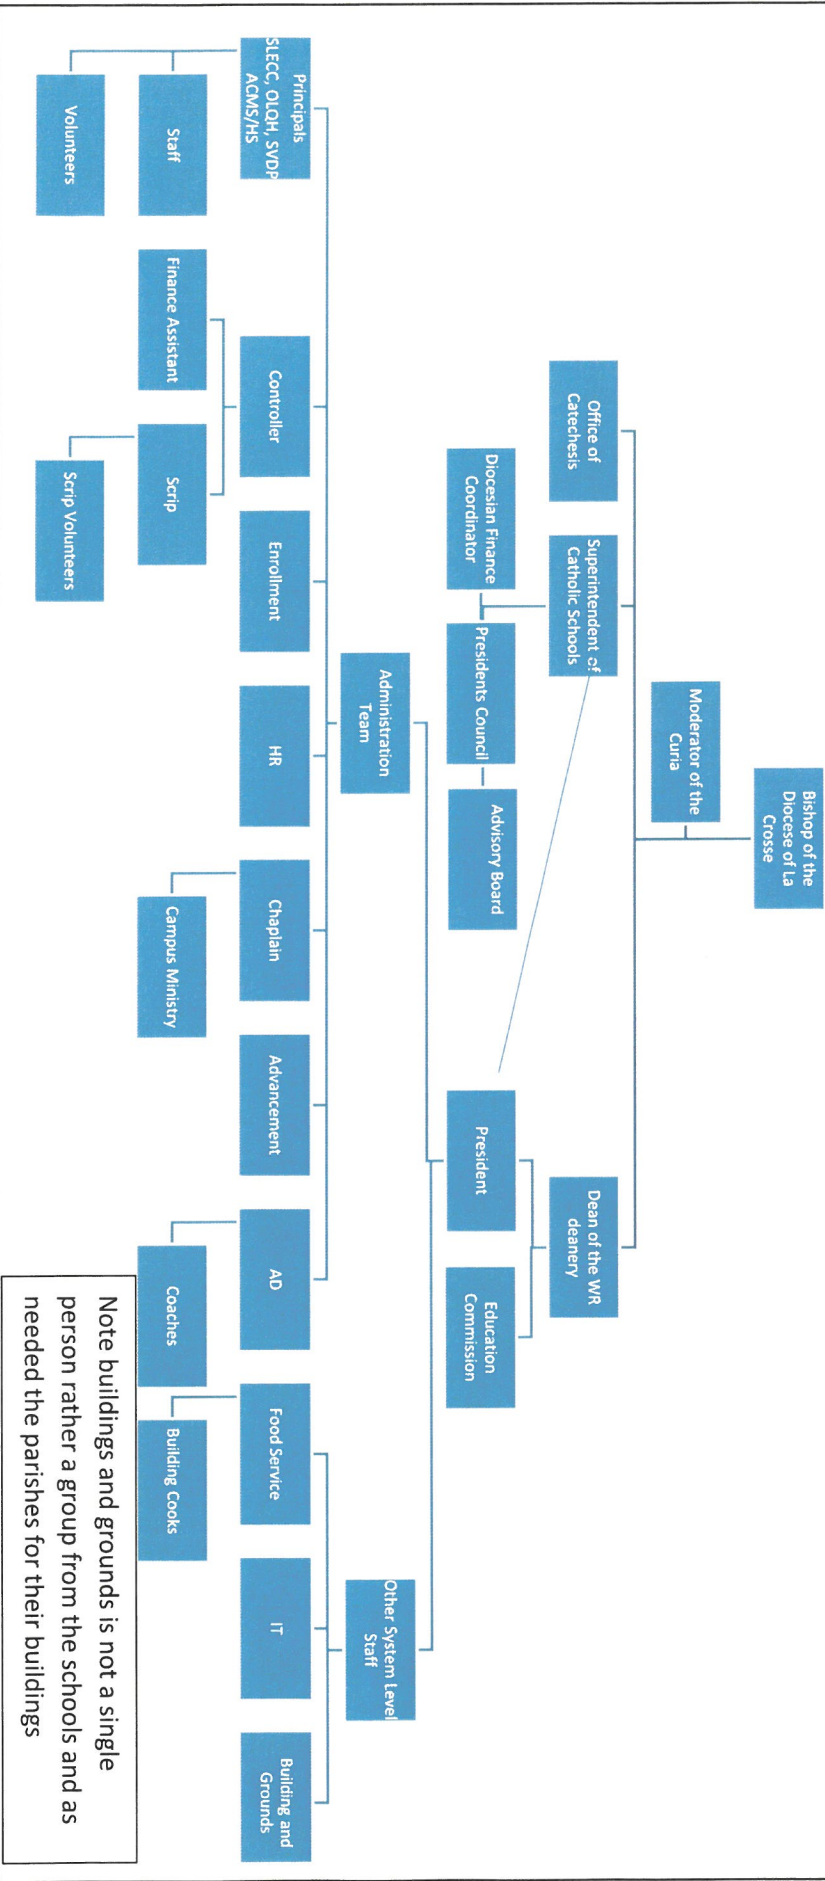 Bishop of the
Diocese of La
Crosse
Moderator of the
Curia
Office of
Catechesis
Superintendent of
Catholic Schools
Dean of the WR
deanery
Diocesian Finance
Coordinator
Presidents Council
Advisory Board
President
Education
Commission
Administration
Team
Other System Level
Staff
Principals
SLECC, OLQH, SVDP
ACMS/HS
Controller
Enrollment
HR
Chaplain
Advancement
AD
Food Service
IT
Building and
Grounds
Staff
Finance Assistant
Scrip
Campus Ministry
Coaches
Building Cooks
Volunteers
Scrip Volunteers
Note buildings and grounds is not a single
person rather a group from the schools and as
needed the parishes for their buildings